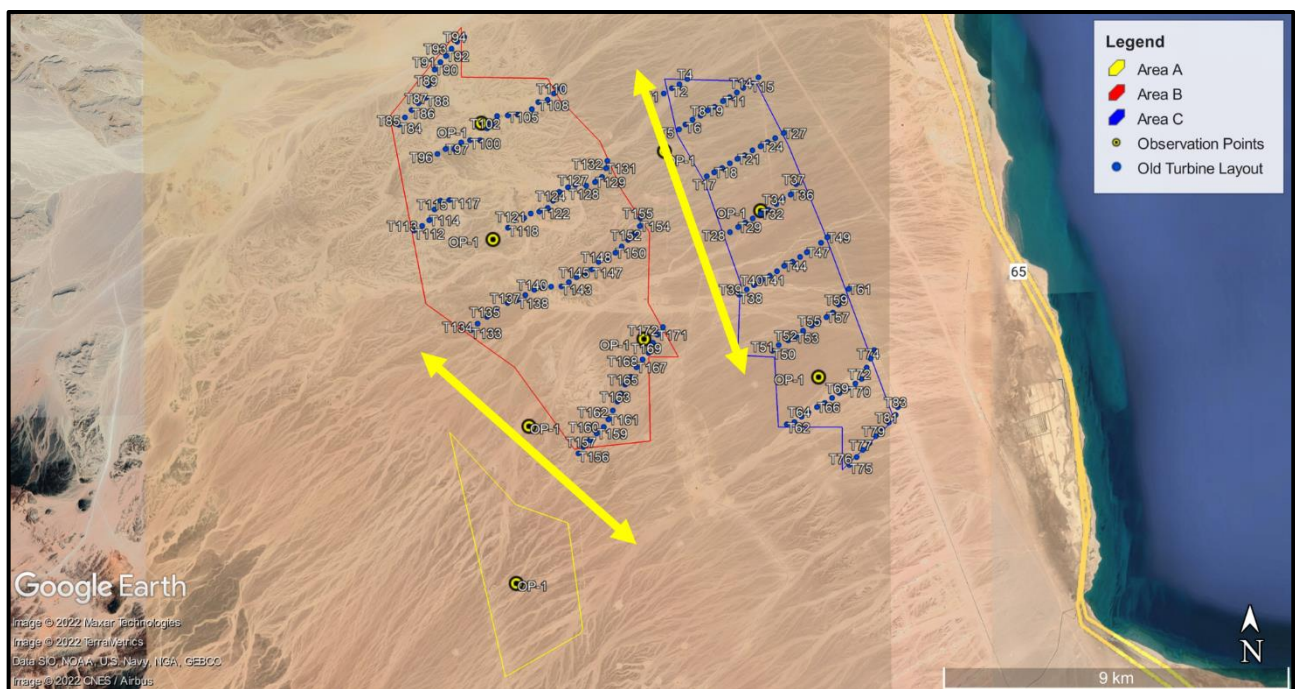 Legend
Area A
Area B
Area C
Observation Points
Old Turbine Layout
T94
T93
T92
T91
T90
T89
T87
T88
T86
T85
T84
T110
T108
T105
T102
OP-1
T100
T97
T96
T117
T115
T114
T113
T112
T132
T131
T129
T127
T128
T124
T122
T121
T118
OP-1
T155
T154
T152
T150
T148
T147
T145
T143
T140
T138
T137
T135
T134
T133
T172
T171
OP-1
T169
T168
T167
T165
T163
T162
T161
T160
T159
T157
T156
OP-1
OP-1
T4
T2
T14
T15
T11
T8
T9
T6
OP-1
T27
T24
T21
T18
T17
T37
T36
T34
OP-1
T32
T29
T28
T49
T47
T44
T41
T40
T39
T38
T61
T59
T57
T55
T53
T52
T51
T50
OP-1
T74
T72
T70
T69
T66
T64
T62
T83
T81
T79
T77
T76
T75
65
Google Earth
Image © 2022 Maxar Technologies
Image © 2022 TerraMetrics
Data SIO, NOAA, U.S. Navy, NGA, GEBCO
Image © 2022 CNES / Airbus
N
9 km